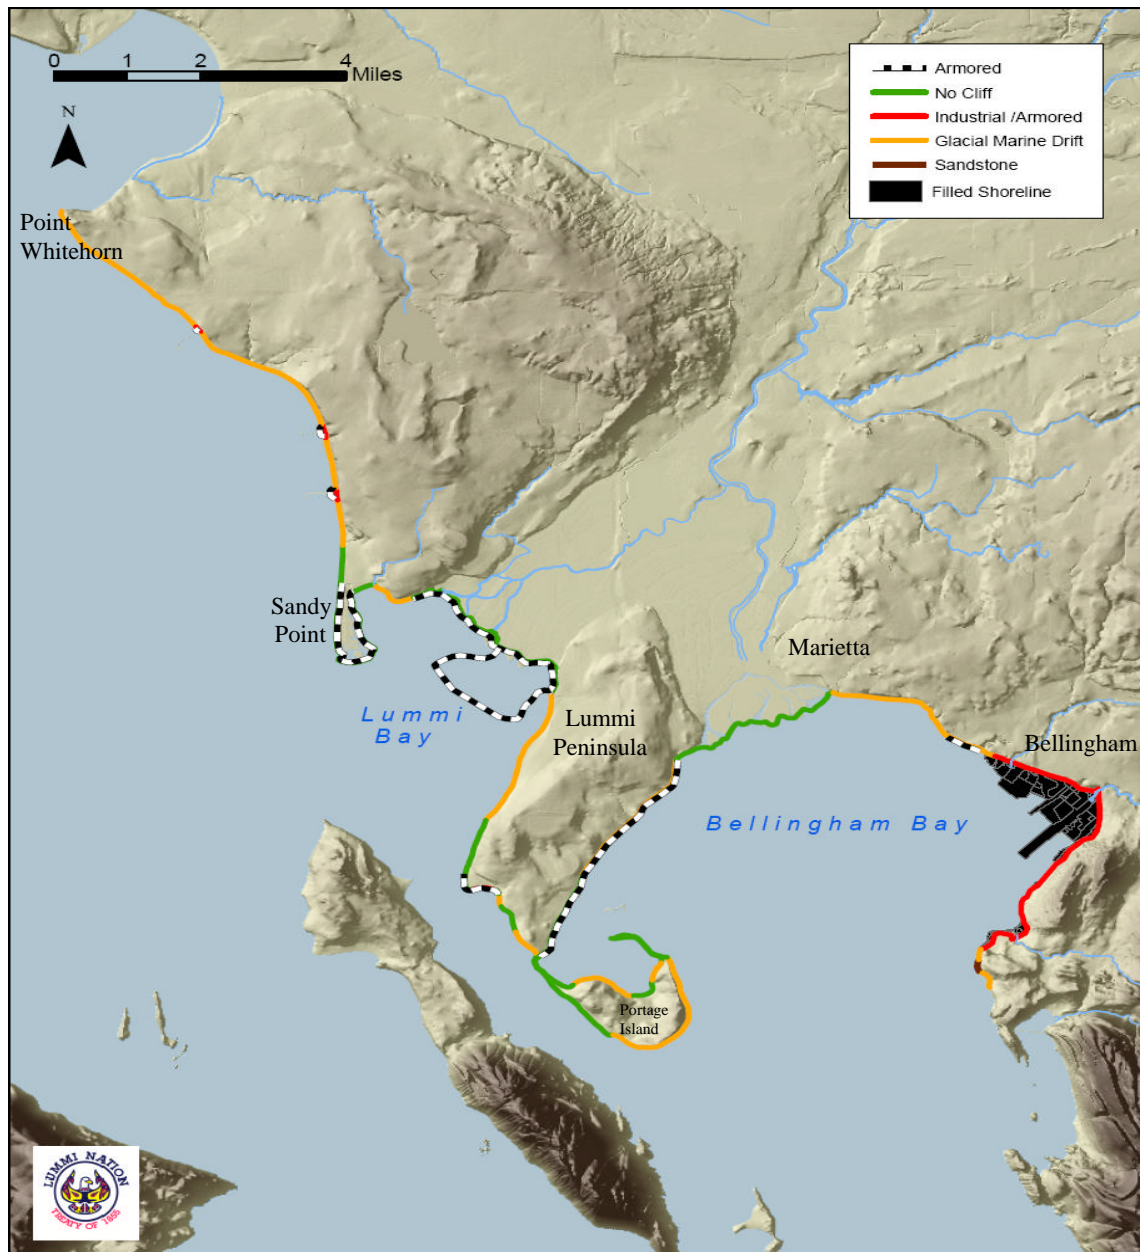 0 1 2 4
Miles
N
Armored
No Cliff
Industrial /Armored
Glacial Marine Drift
Sandstone
Filled Shoreline
Point
Whitehorn
Sandy
Point
Marietta
Lummi
Bay
Lummi
Peninsula
Bellingham
Bellingham Bay
Portage
Island
LUMMI NATION
TREATY OF 1855